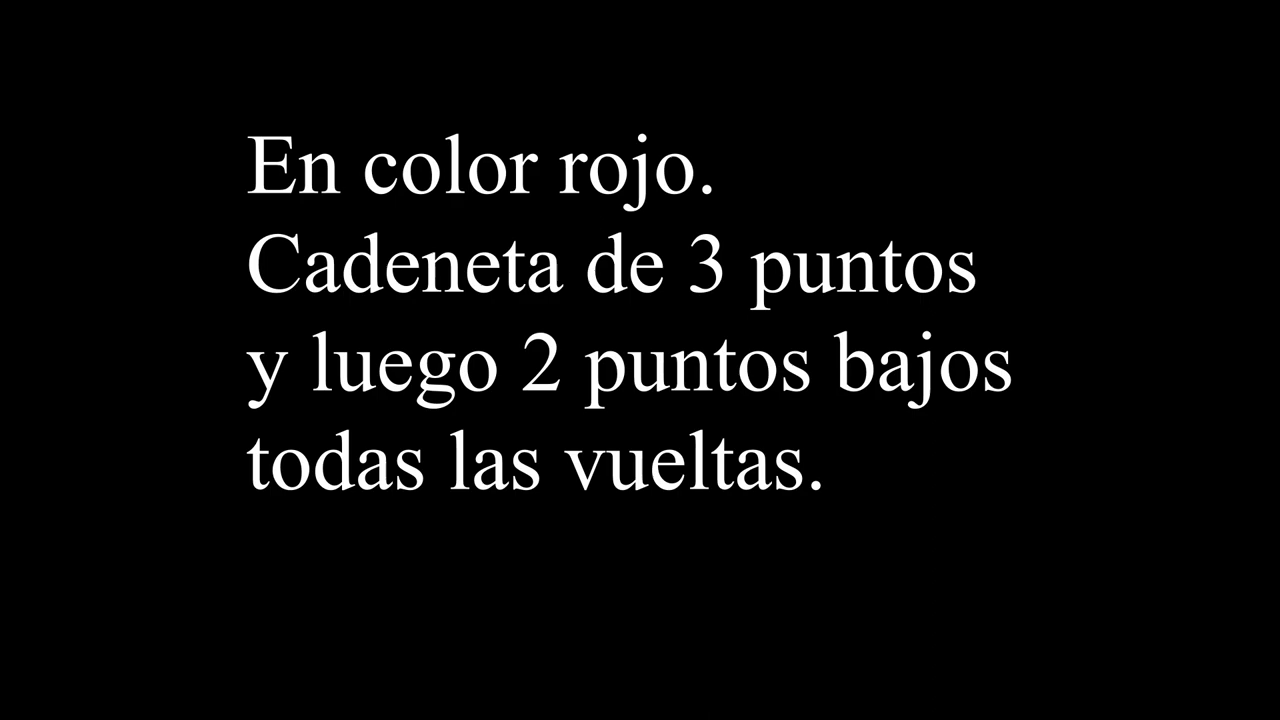 En color rojo.
Cadeneta de 3 puntos
y luego 2 puntos bajos
todas las vueltas.